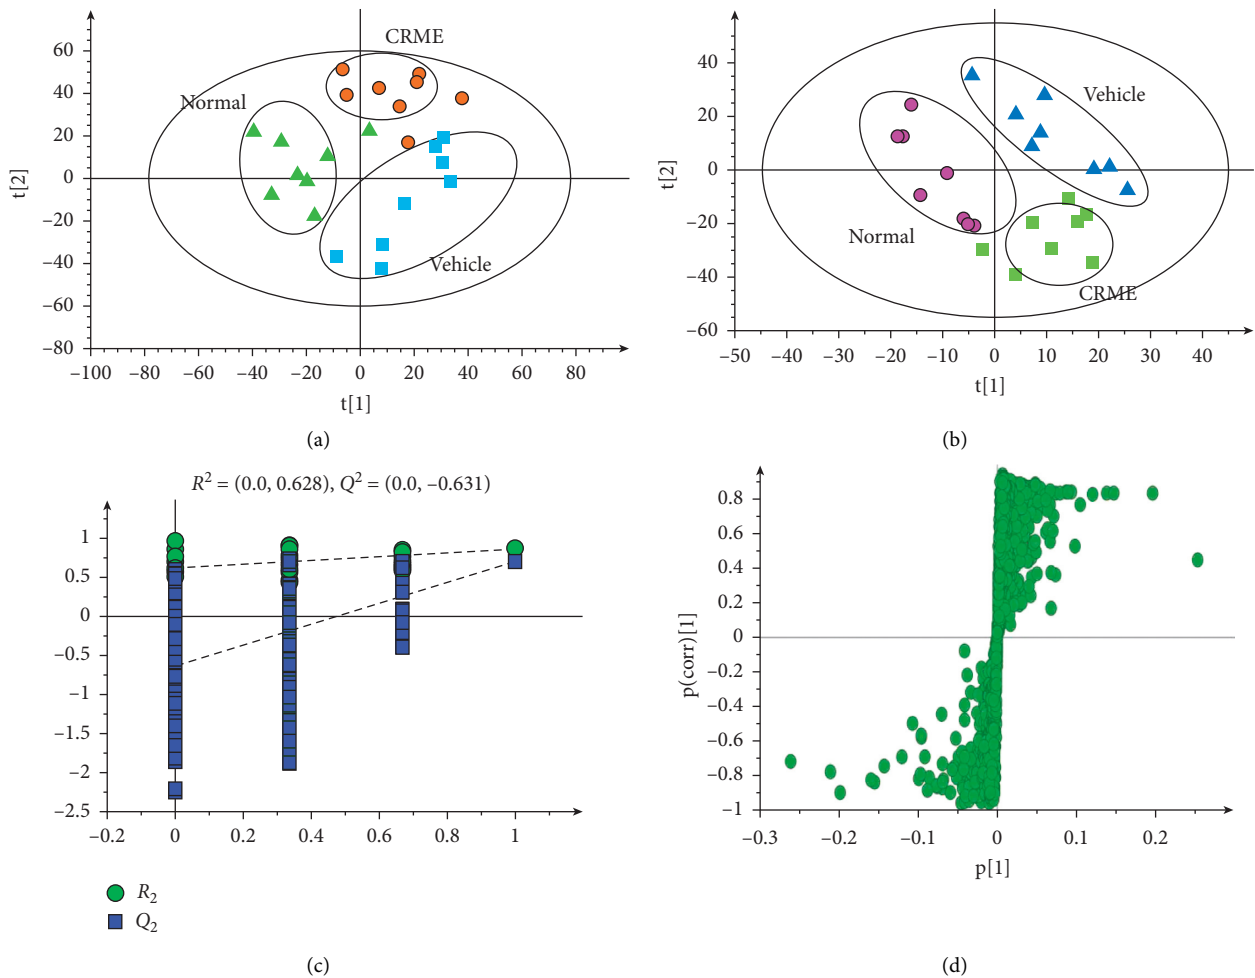 60
40
20
0
−20
−40
−60
−80
t[2]
CRME
Normal
Vehicle
−100 −80 −60 −40 −20 0 20 40 60 80
t[1]
(a)
40
20
0
−20
−40
−60
t[2]
Vehicle
Normal
CRME
−50 −40 −30 −20 −10 0 10 20 30 40
t[1]
(b)
R² = (0.0, 0.628), Q² = (0.0, −0.631)
1
0.5
0
−0.5
−1
−1.5
−2
−2.5
−0.2 0 0.2 0.4 0.6 0.8 1
R₂
Q₂
(c)
0.8
0.6
0.4
0.2
0
−0.2
−0.4
−0.6
−0.8
−1
p(corr)[1]
−0.3 −0.2 −0.1 0 0.1 0.2
p[1]
(d)